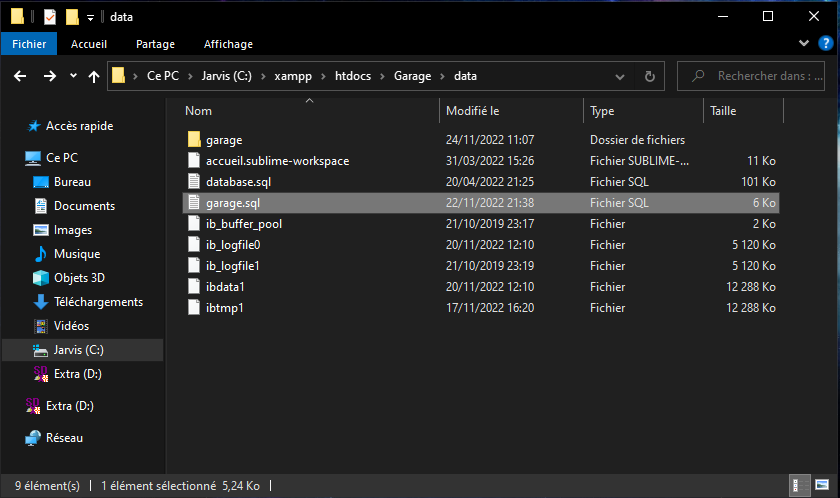 data
Fichier Accueil Partage Affichage
Ce PC Jarvis (C:) xampp htdocs Garage data Rechercher dans : ...
Nom Modifié le Type Taille
Accès rapide
Ce PC
Bureau
Documents
Images
Musique
Objets 3D
Téléchargements
Vidéos
Jarvis (C:)
Extra (D:)
Extra (D:)
Réseau
garage 24/11/2022 11:07 Dossier de fichiers
accueil.sublime-workspace 31/03/2022 15:26 Fichier SUBLIME-... 11 Ko
database.sql 20/04/2022 21:25 Fichier SQL 101 Ko
garage.sql 22/11/2022 21:38 Fichier SQL 6 Ko
ib_buffer_pool 21/10/2019 23:17 Fichier 2 Ko
ib_logfile0 20/11/2022 12:10 Fichier 5 120 Ko
ib_logfile1 21/10/2019 23:19 Fichier 5 120 Ko
ibdata1 20/11/2022 12:10 Fichier 12 288 Ko
ibtmp1 17/11/2022 16:20 Fichier 12 288 Ko
9 élément(s) 1 élément sélectionné 5,24 Ko